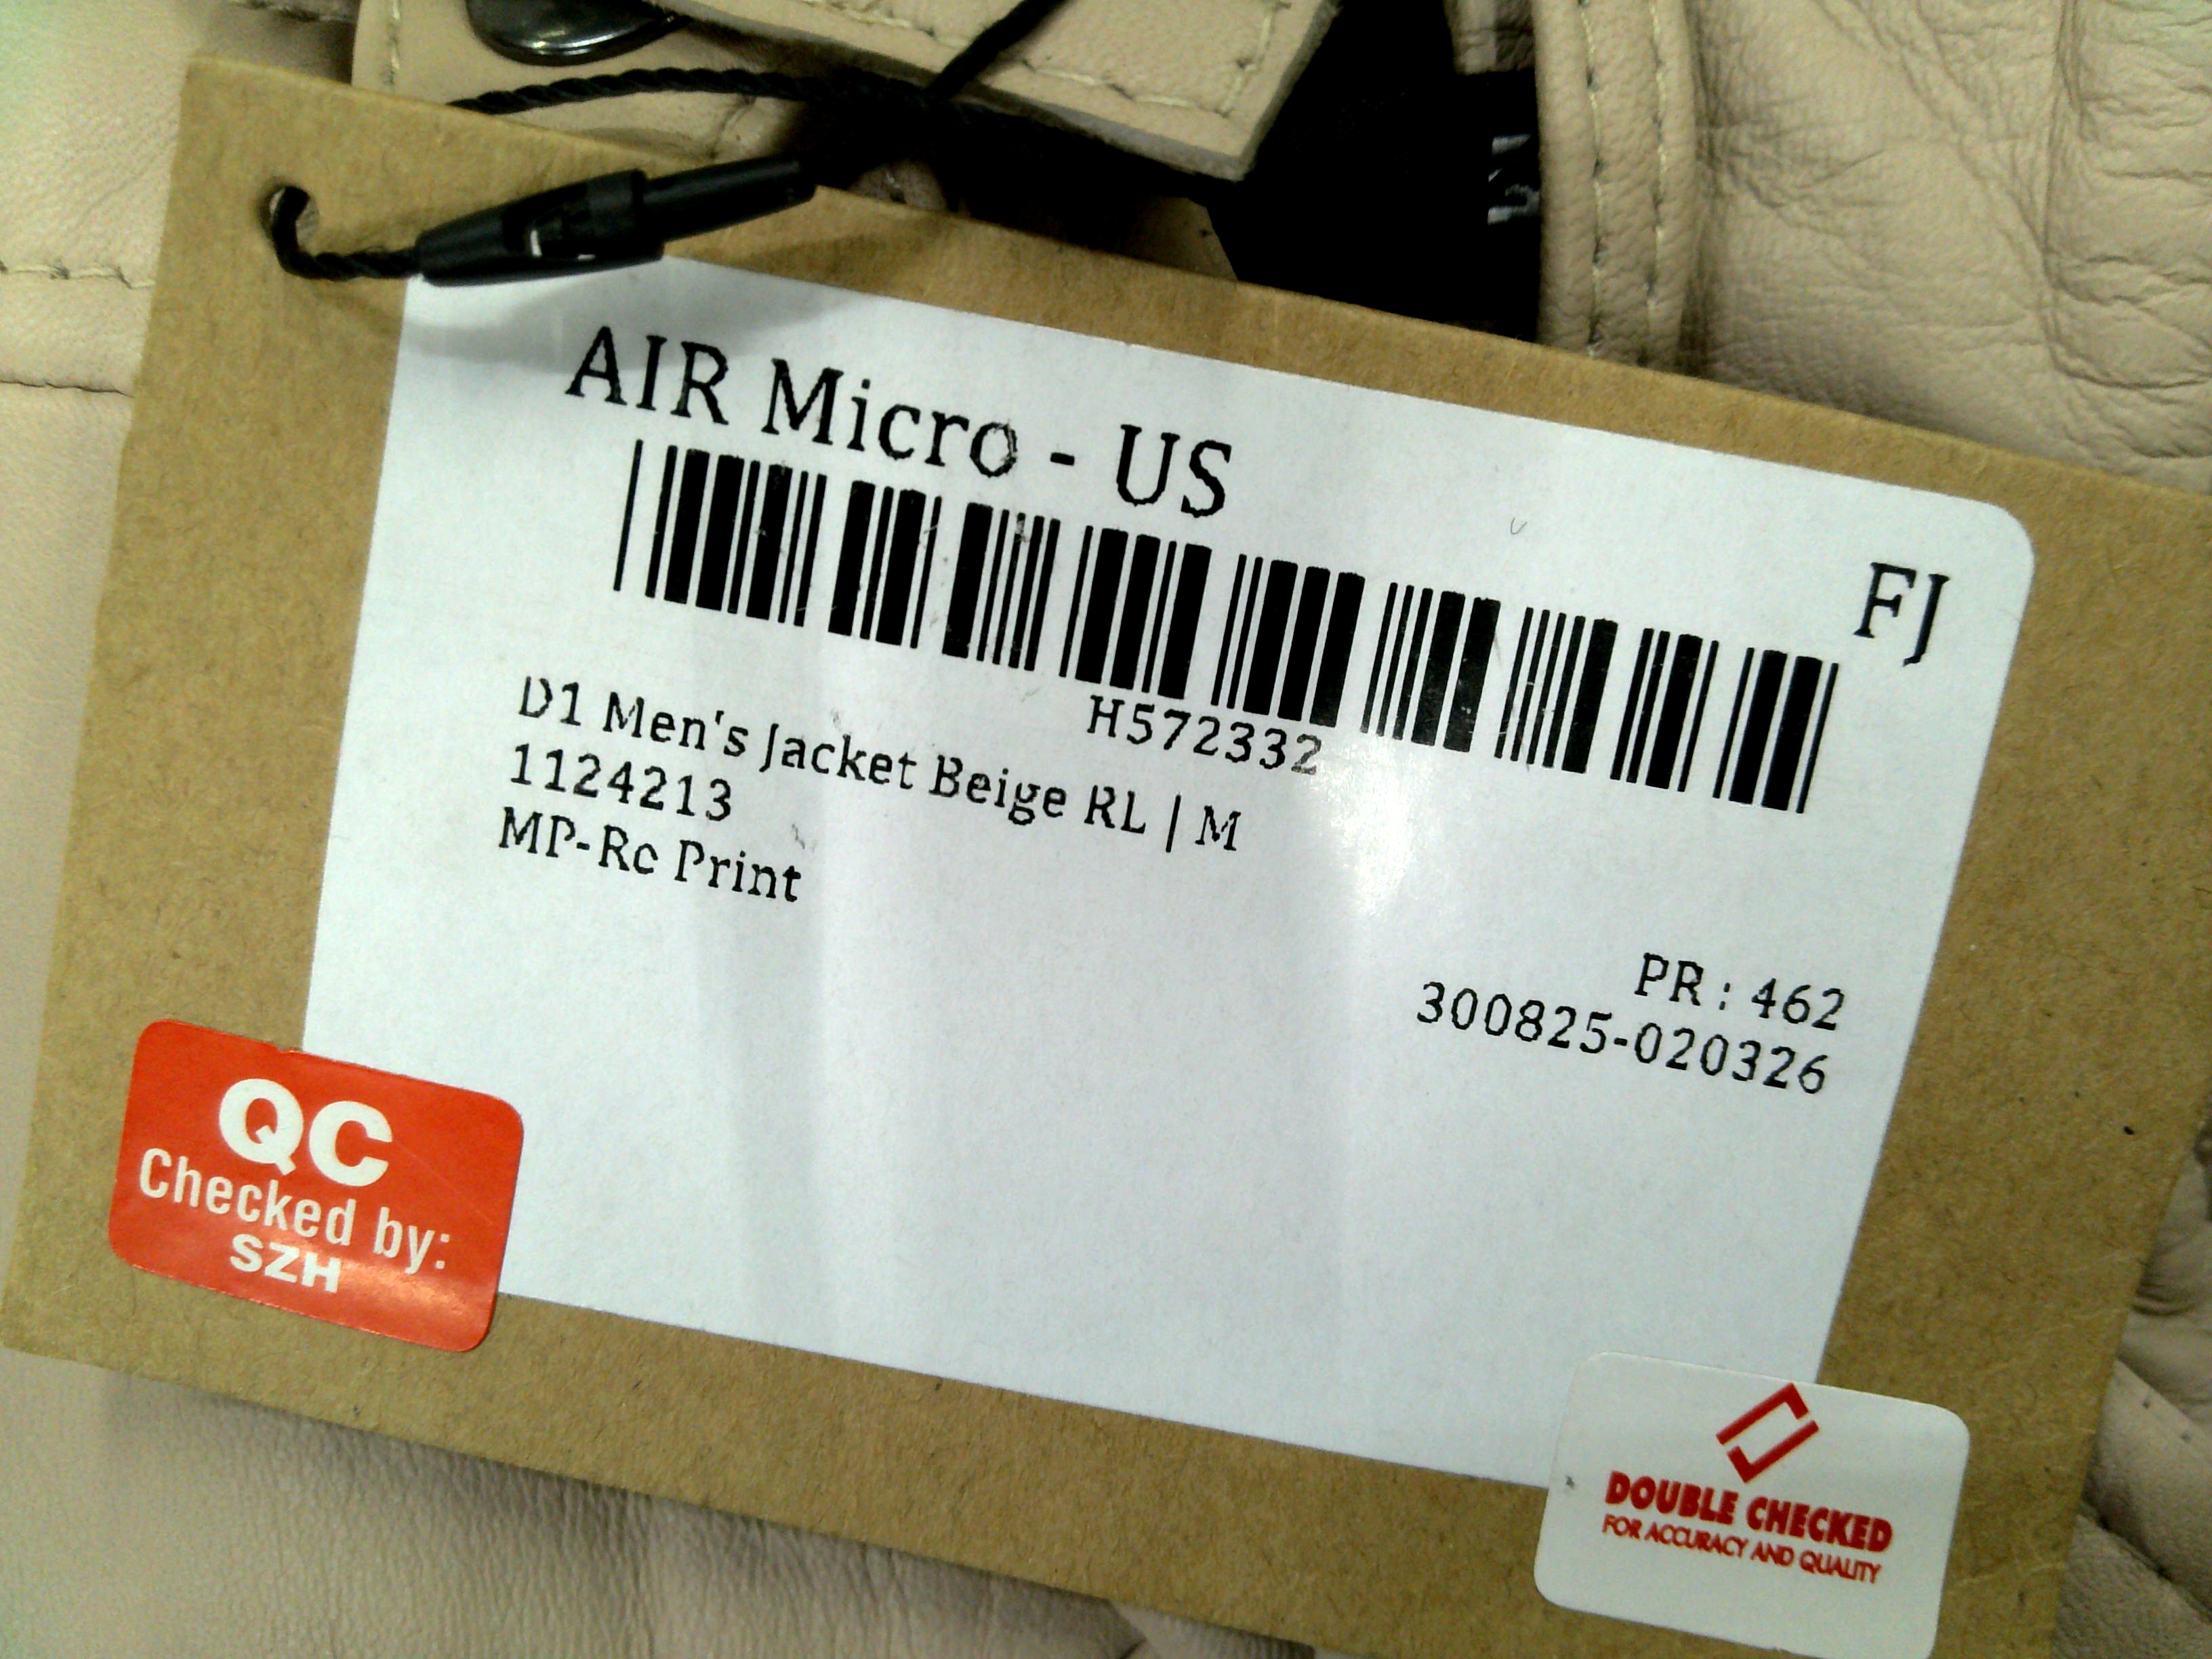 AIR Micro - US
FJ
H572332
D1 Men's Jacket Beige RL | M
1124213
MP-Rc Print
PR : 462
300825-020326
QC
Checked by:
SZH
DOUBLE CHECKED
FOR ACCURACY AND QUALITY